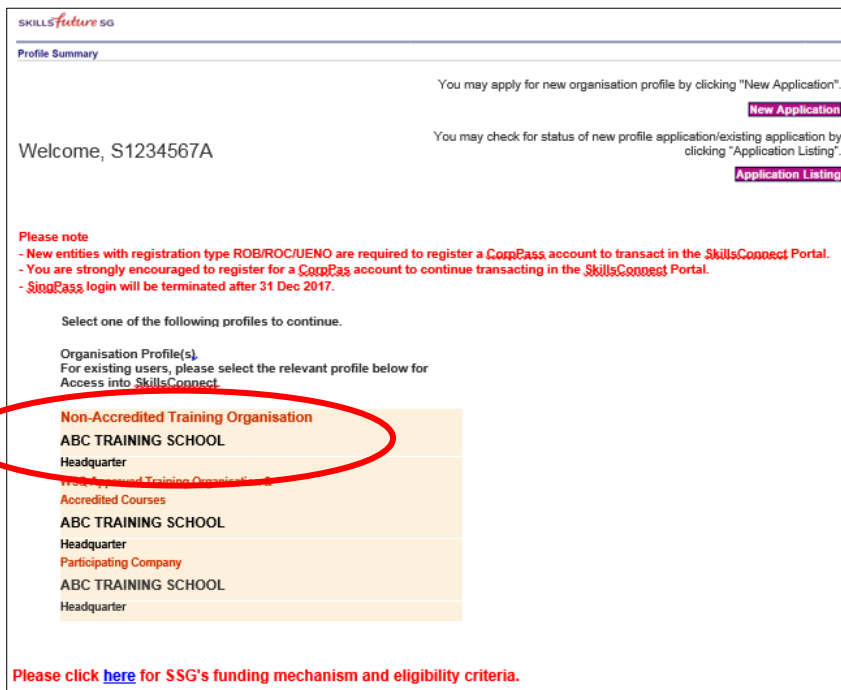 SKILLSfuture SG
Profile Summary
You may apply for new organisation profile by clicking "New Application".
New Application
You may check for status of new profile application/existing application by
clicking "Application Listing".
Welcome, S1234567A
Application Listing
Please note
- New entities with registration type ROB/ROC/UENO are required to register a CorpPass account to transact in the SkillsConnect Portal.
- You are strongly encouraged to register for a CorpPas account to continue transacting in the SkillsConnect Portal.
- SingPass login will be terminated after 31 Dec 2017.
Select one of the following profiles to continue.
Organisation Profile(s)
For existing users, please select the relevant profile below for
Access into SkillsConnect.
Non-Accredited Training Organisation
ABC TRAINING SCHOOL
Headquarter
WSQ Approved Training Organisation &
Accredited Courses
ABC TRAINING SCHOOL
Headquarter
Participating Company
ABC TRAINING SCHOOL
Headquarter
Please click here for SSG's funding mechanism and eligibility criteria.